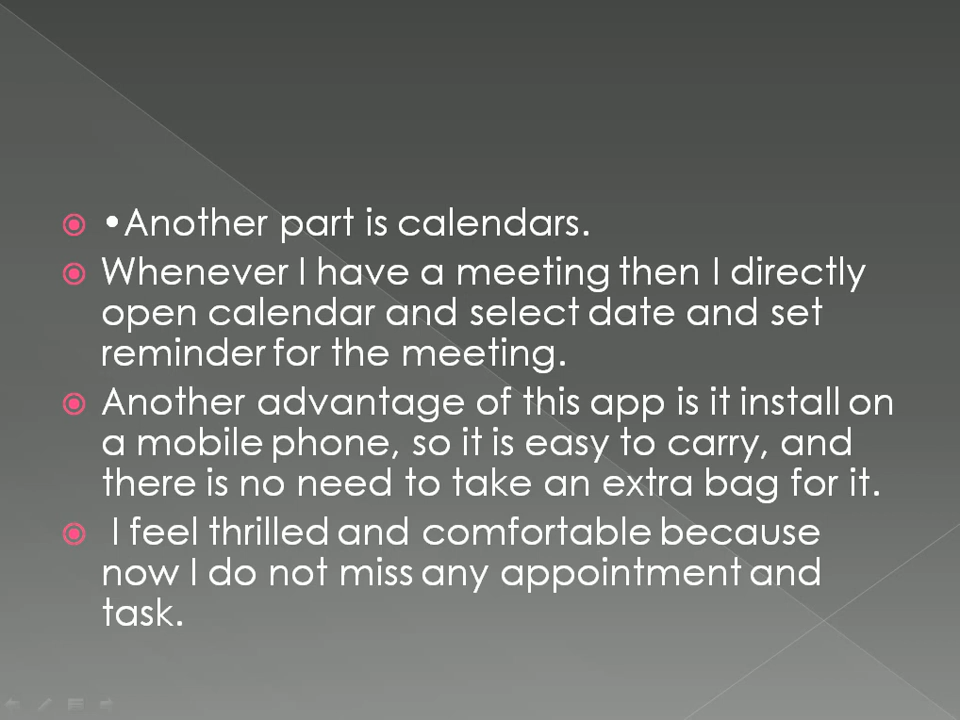 •Another part is calendars.
Whenever I have a meeting then I directly
open calendar and select date and set
reminder for the meeting.
Another advantage of this app is it install on
a mobile phone, so it is easy to carry, and
there is no need to take an extra bag for it.
I feel thrilled and comfortable because
now I do not miss any appointment and
task.